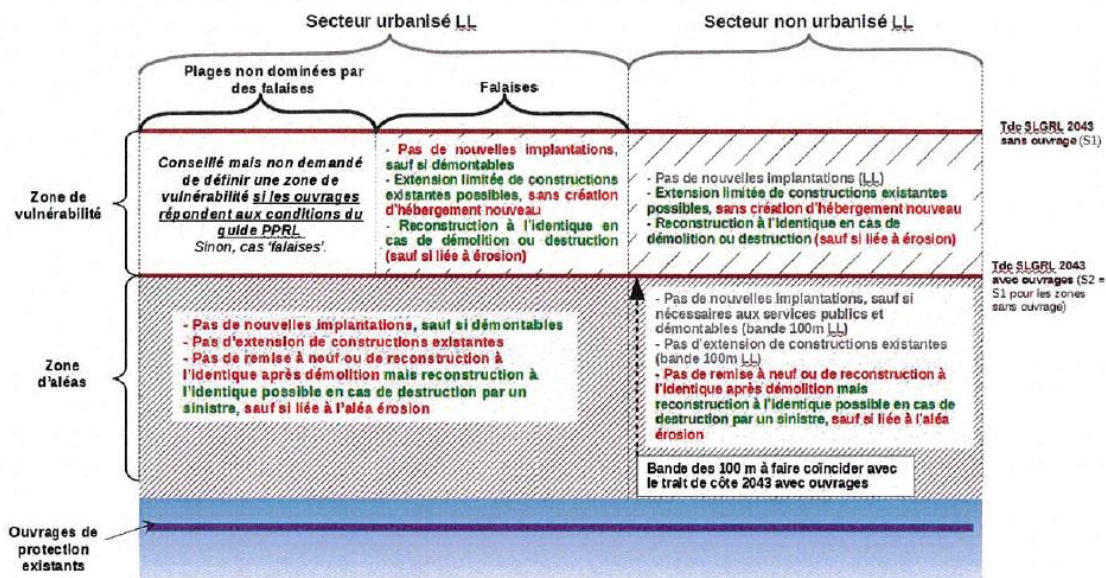 Secteur urbanisé LL
Secteur non urbanisé LL
Plages non dominées par
des falaises
Falaises
Tdc SLGRL 2043
sans ouvrage (S1)
Zone de
vulnérabilité
Conseillé mais non demandé
de définir une zone de
vulnérabilité si les ouvrages
répondent aux conditions du
guide PPRL
Sinon, cas 'falaises'.
- Pas de nouvelles implantations,
sauf si démontables
- Extension limitée de constructions
existantes possibles, sans création
d'hébergement nouveau
- Reconstruction à l'identique en
cas de démolition ou destruction
(sauf si liée à érosion)
- Pas de nouvelles implantations (LL)
- Extension limitée de constructions existantes
possibles, sans création d'hébergement nouveau
- Reconstruction à l'identique en cas de
démolition ou destruction (sauf si liée à érosion)
Tdc SLGRL 2043
avec ouvrages (S2 =
S1 pour les zones
sans ouvrage)
Zone
d'aléas
- Pas de nouvelles implantations, sauf si démontables
- Pas d'extension de constructions existantes
- Pas de remise à neuf ou de reconstruction à
l'identique après démolition mais reconstruction à
l'identique possible en cas de destruction par un
sinistre, sauf si liée à l'aléa érosion
- Pas de nouvelles implantations, sauf si
nécessaires aux services publics et
démontables (bande 100m LL)
- Pas d'extension de constructions existantes
(bande 100m LL)
- Pas de remise à neuf ou de reconstruction à
l'identique après démolition mais
reconstruction à l'identique possible en cas de
destruction par un sinistre, sauf si liée à l'aléa
érosion
Bande des 100 m à faire coïncider avec
le trait de côte 2043 avec ouvrages
Ouvrages de
protection
existants